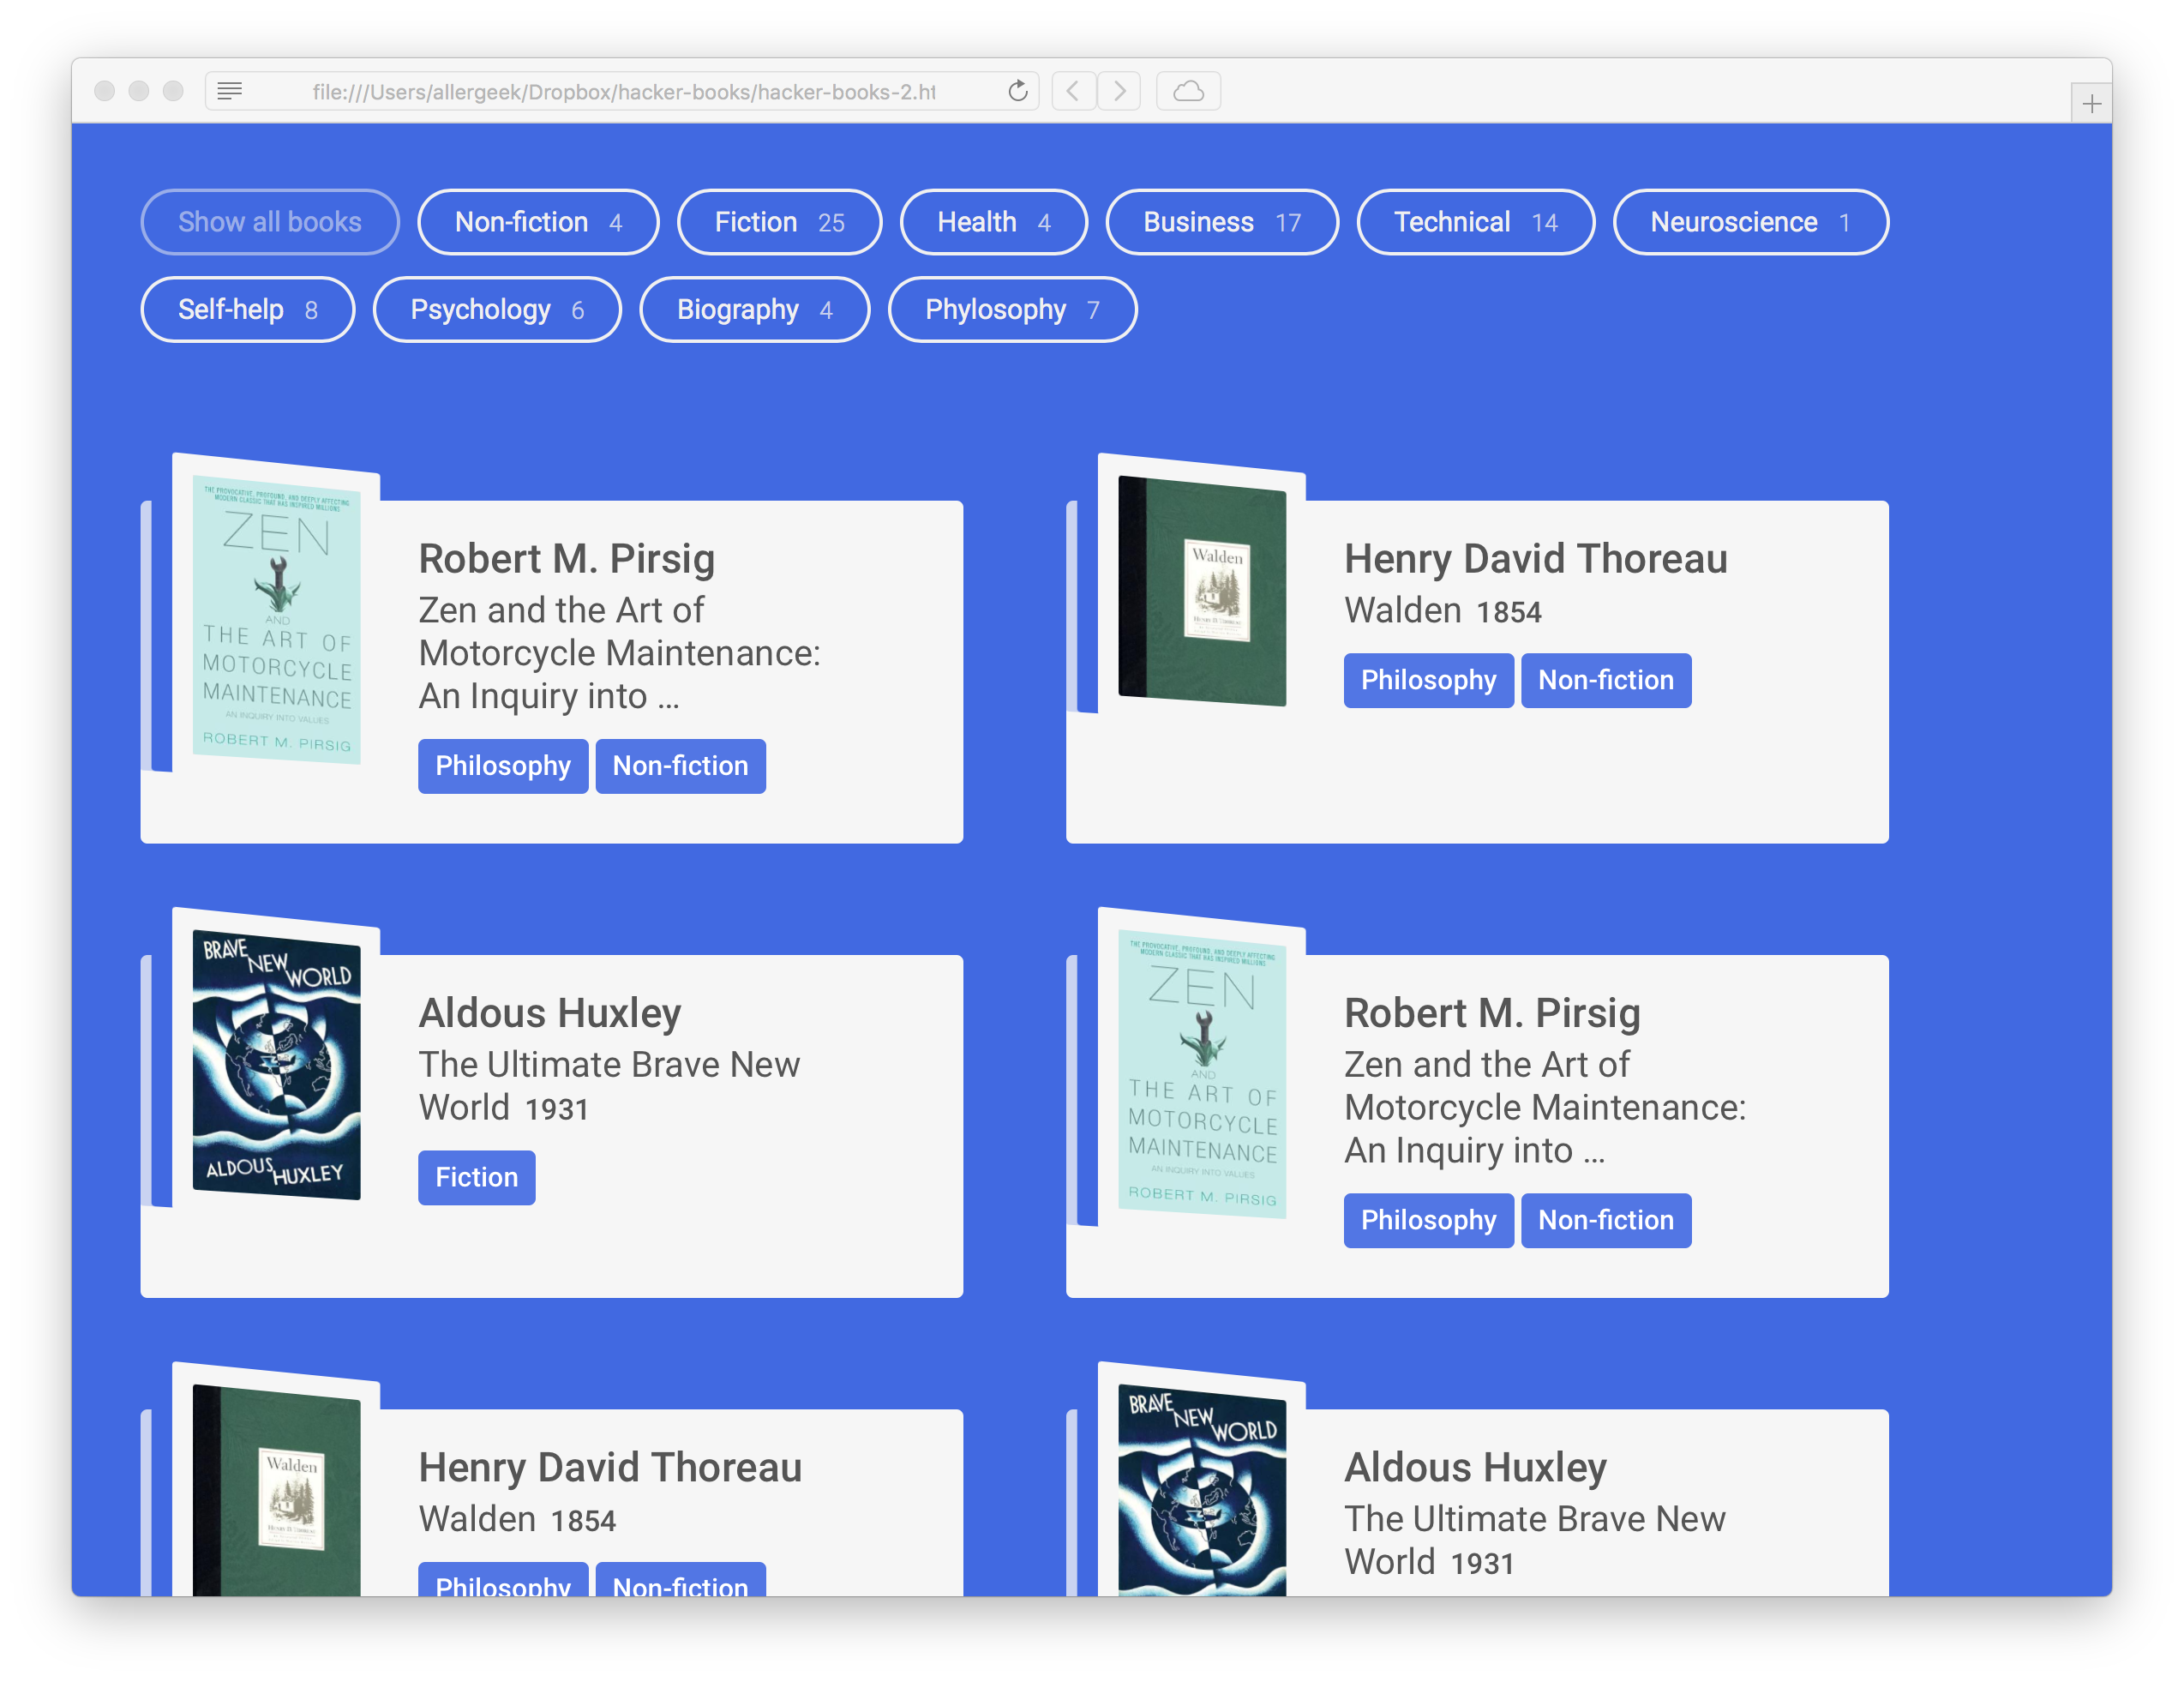 file:///Users/allergeek/Dropbox/hacker-books/hacker-books-2.ht
Show all books
Non-fiction 4
Fiction 25
Health 4
Business 17
Technical 14
Neuroscience 1
Self-help 8
Psychology 6
Biography 4
Phylosophy 7
THE PROVOCATIVE, PROFOUND, AND DEEPLY AFFECTING
MODERN CLASSIC THAT HAS INSPIRED MILLIONS
ZEN
AND
THE ART OF
MOTORCYCLE
MAINTENANCE
AN INQUIRY INTO VALUES
ROBERT M. PIRSIG
Robert M. Pirsig
Zen and the Art of
Motorcycle Maintenance:
An Inquiry into ...
Philosophy
Non-fiction
Walden
Henry David Thoreau
Walden 1854
Philosophy
Non-fiction
BRAVE
NEW
WORLD
ALDOUS
HUXLEY
Aldous Huxley
The Ultimate Brave New
World 1931
Fiction
THE PROVOCATIVE, PROFOUND, AND DEEPLY AFFECTING
MODERN CLASSIC THAT HAS INSPIRED MILLIONS
ZEN
AND
THE ART OF
MOTORCYCLE
MAINTENANCE
AN INQUIRY INTO VALUES
ROBERT M. PIRSIG
Robert M. Pirsig
Zen and the Art of
Motorcycle Maintenance:
An Inquiry into ...
Philosophy
Non-fiction
Walden
Henry David Thoreau
Walden 1854
Philosophy
Non-fiction
BRAVE
NEW
WORLD
Aldous Huxley
The Ultimate Brave New
World 1931